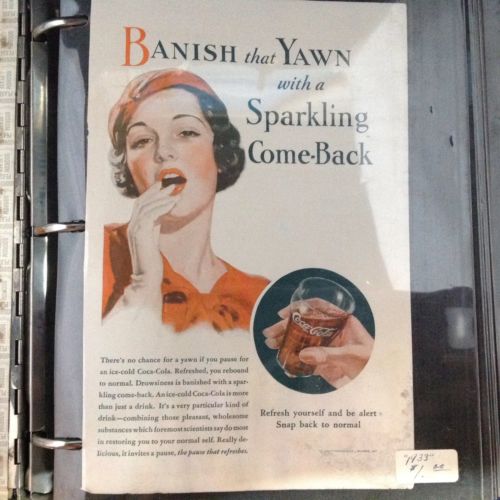 BANISH that YAWN
with a
Sparkling
Come-Back
Coca-Cola
There's no chance for a yawn if you pause for
an ice-cold Coca-Cola. Refreshed, you rebound
to normal. Drowsiness is banished with a spar-
kling come-back. An ice-cold Coca-Cola is more
than just a drink. It's a very particular kind of
drink—combining those pleasant, wholesome
substances which foremost scientists say do most
in restoring you to your normal self. Really de-
licious, it invites a pause, the pause that refreshes.
Refresh yourself and be alert
Snap back to normal
"1933"
$1.00